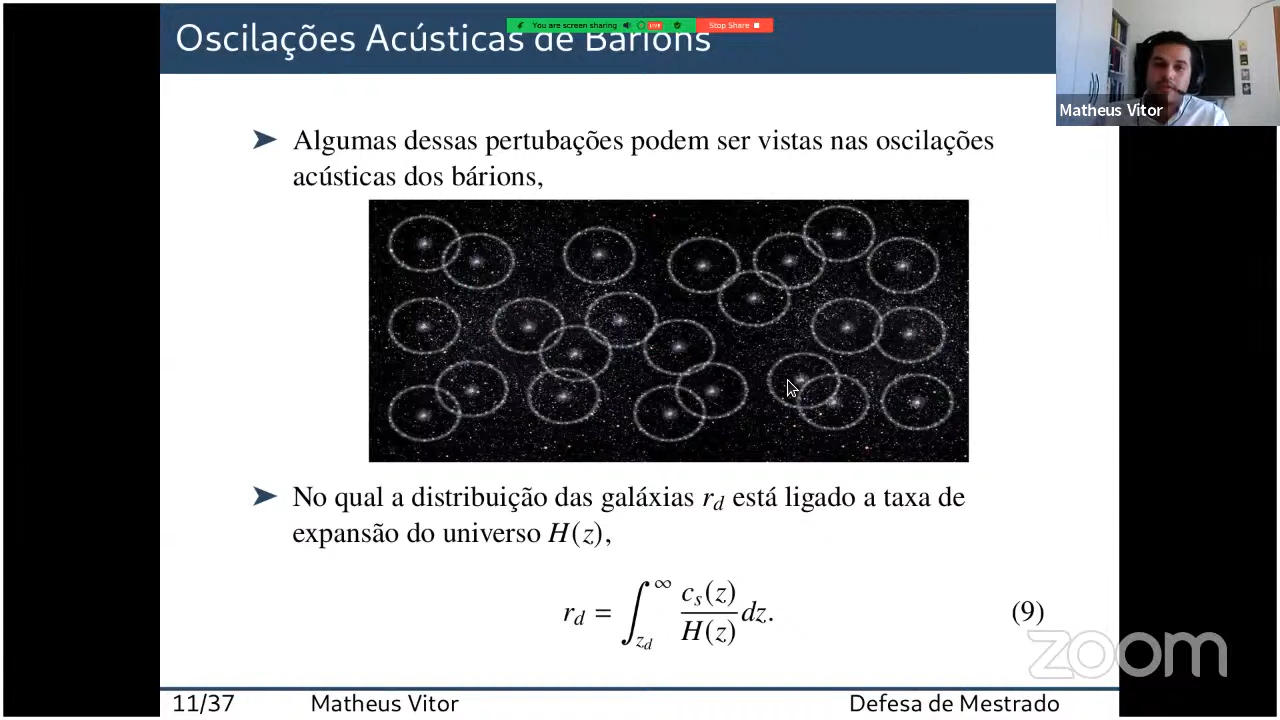 You are screen sharing
LIVE
Stop Share
Oscilações Acústicas de Bárions
Matheus Vitor
Algumas dessas pertubações podem ser vistas nas oscilações
acústicas dos bárions,
No qual a distribuição das galáxias r_d está ligado a taxa de
expansão do universo H(z),
r_d = ∫_{z_d}^{∞} c_s(z)/H(z) dz. (9)
zoom
11/37 Matheus Vitor Defesa de Mestrado